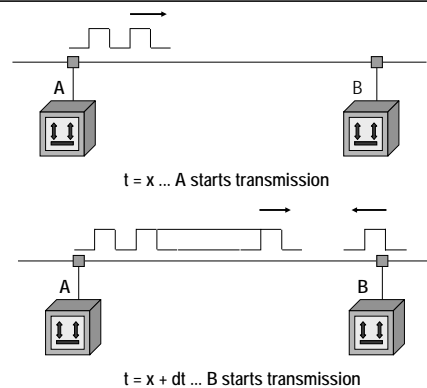 A B
t = x ... A starts transmission
A B
t = x + dt ... B starts transmission